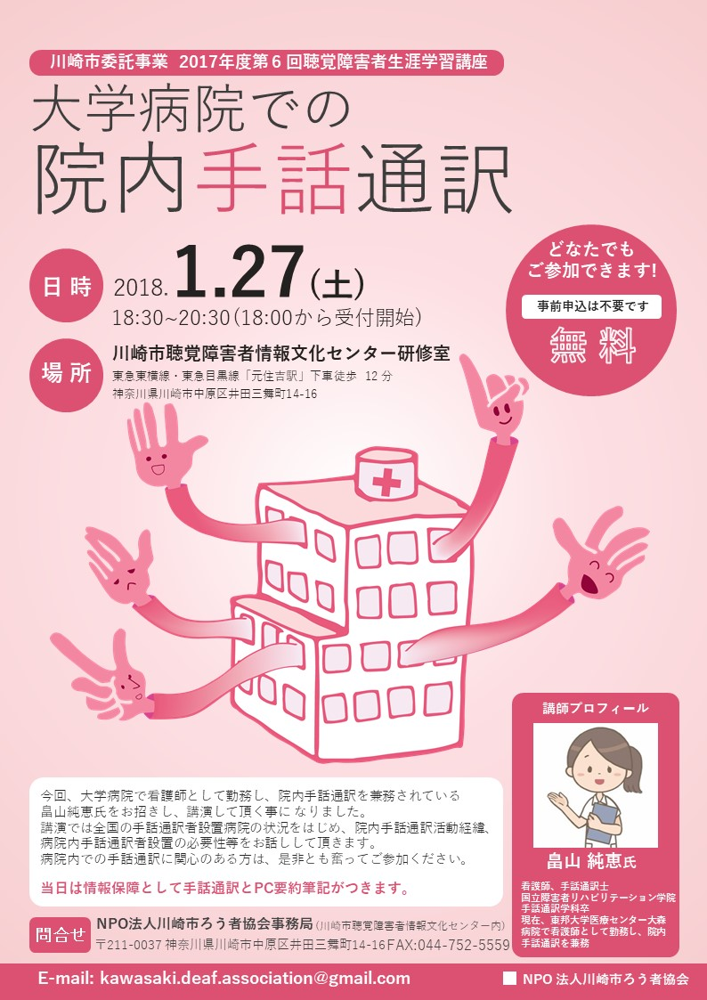 川崎市委託事業 2017年度第6回聴覚障害者生涯学習講座
大学病院での
院内手話通訳
日時
2018. 1.27(土)
18:30~20:30(18:00から受付開始)
どなたでも
ご参加できます!
事前申込は不要です
無料
場所
川崎市聴覚障害者情報文化センター研修室
東急東横線・東急目黒線「元住吉駅」下車徒歩 12分
神奈川県川崎市中原区井田三舞町14-16
今回、大学病院で看護師として勤務し、院内手話通訳を兼務されている
畠山純恵氏をお招きし、講演して頂く事に なりました。
講演では全国の手話通訳者設置病院の状況をはじめ、院内手話通訳活動経緯、
病院内手話通訳者設置の必要性等をお話しして頂きます。
病院内での手話通訳に関心のある方は、是非とも奮ってご参加ください。
当日は情報保障として手話通訳とPC要約筆記がつきます。
講師プロフィール
畠山 純恵氏
看護師、手話通訳士
国立障害者リハビリテーション学院
手話通訳学科卒
現在、東邦大学医療センター大森
病院で看護師として勤務し、院内
手話通訳を兼務
問合せ
NPO法人川崎市ろう者協会事務局(川崎市聴覚障害者情報文化センター内)
〒211-0037 神奈川県川崎市中原区井田三舞町14-16 FAX:044-752-5559
E-mail: kawasaki.deaf.association@gmail.com
■ NPO 法人川崎市ろう者協会